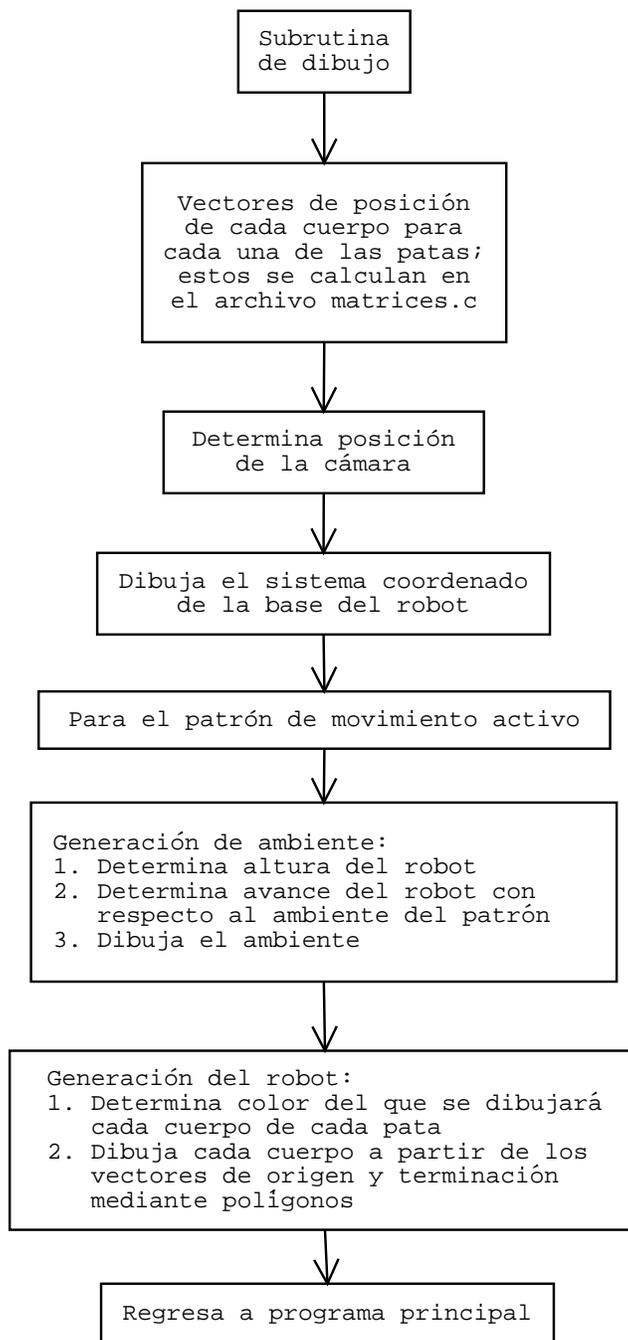 Subrutina
de dibujo
Vectores de posición
de cada cuerpo para
cada una de las patas;
estos se calculan en
el archivo matrices.c
Determina posición
de la cámara
Dibuja el sistema coordenado
de la base del robot
Para el patrón de movimiento activo
Generación de ambiente:
1. Determina altura del robot
2. Determina avance del robot con
respecto al ambiente del patrón
3. Dibuja el ambiente
Generación del robot:
1. Determina color del que se dibujará
cada cuerpo de cada pata
2. Dibuja cada cuerpo a partir de los
vectores de origen y terminación
mediante polígonos
Regresa a programa principal